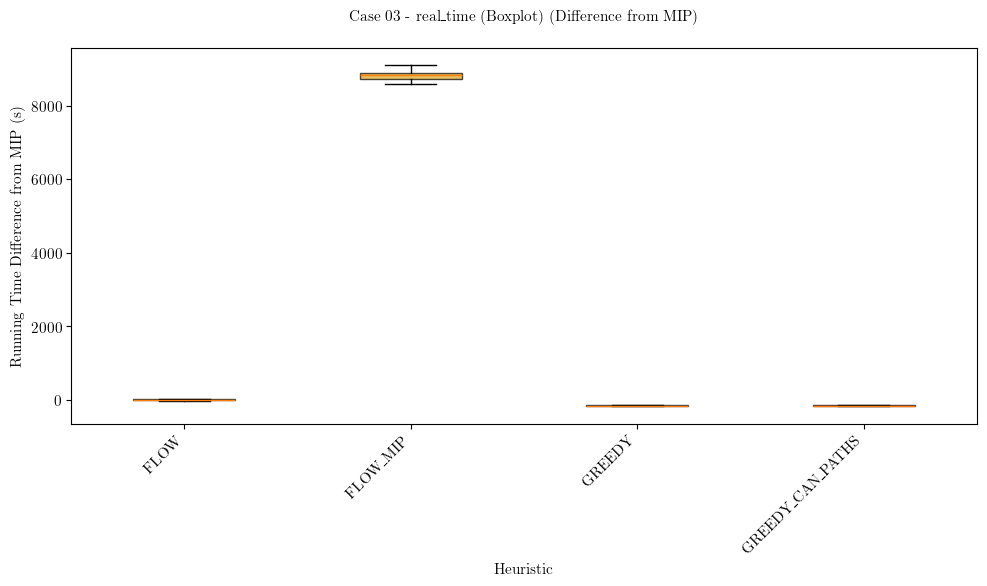 Case 03 - real_time (Boxplot) (Difference from MIP)
Running Time Difference from MIP (s)
8000
6000
4000
2000
0
FLOW
FLOW_MIP
GREEDY
GREEDY_CAN_PATHS
Heuristic